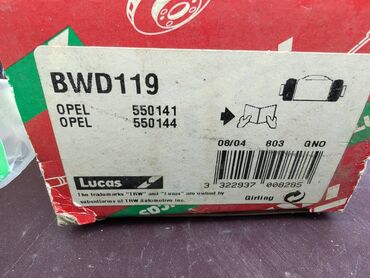 BWD119
OPEL 550141
OPEL 550144
08/04 803 GNO
Lucas
3 322937 008285
The trademarks "TRW" and "Lucas" are owned by
subsidiaries of TRW Automotive Inc.
Girling